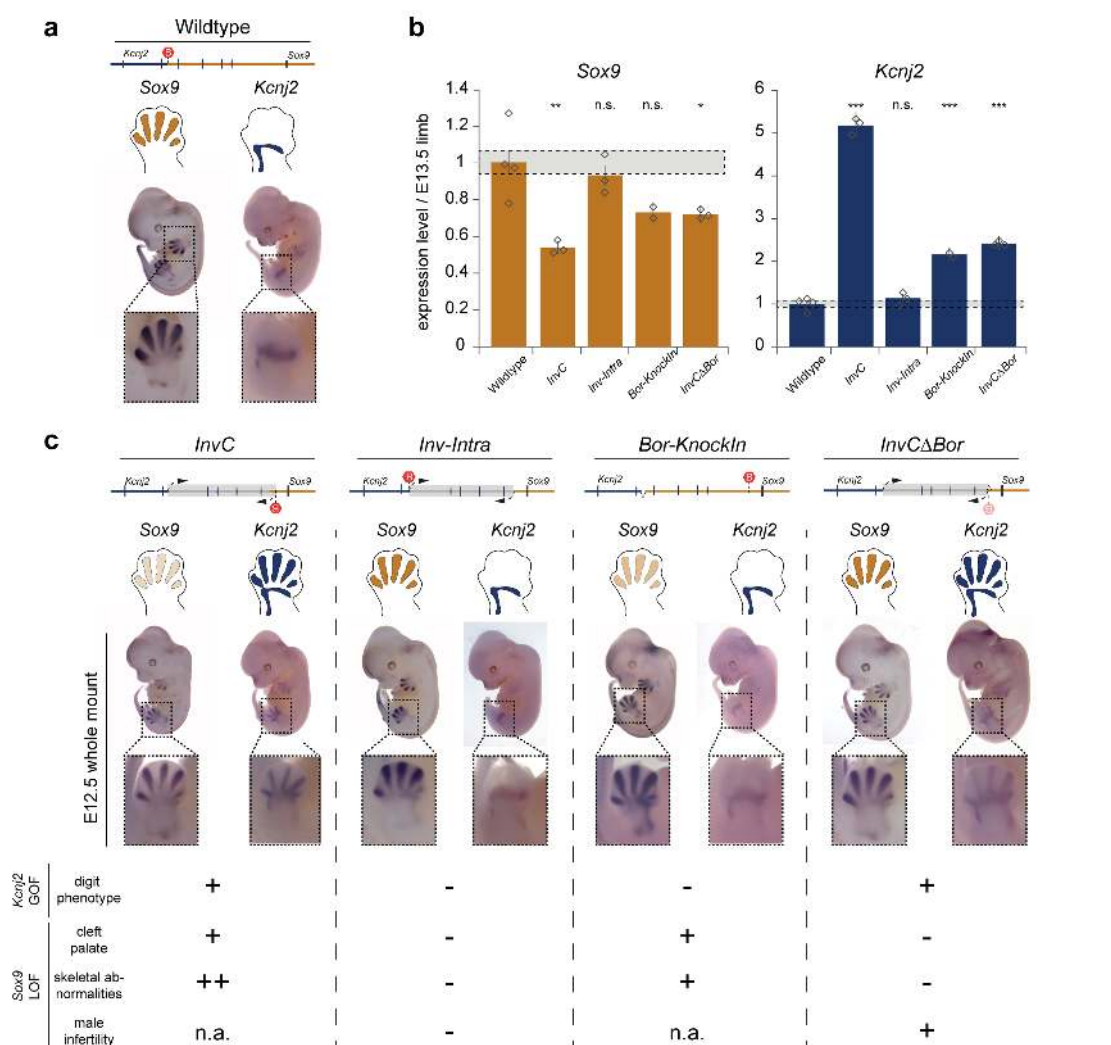 a
Wildtype
Kcnj2
B
Sox9
Sox9
Kcnj2
b
Sox9
expression level / E13.5 limb
1.4
1.2
1
0.8
0.6
0.4
0.2
0
**
n.s.
n.s.
*
Wildtype
InvC
Inv-Intra
Bor-KnockIn
InvCΔBor
Kcnj2
6
5
4
3
2
1
0
***
n.s.
***
***
Wildtype
InvC
Inv-Intra
Bor-KnockIn
InvCΔBor
c
InvC
Inv-Intra
Bor-KnockIn
InvCΔBor
Kcnj2
Sox9
B
Kcnj2
B
Sox9
Kcnj2
B
Sox9
Kcnj2
Sox9
B
Sox9
Kcnj2
Sox9
Kcnj2
Sox9
Kcnj2
Sox9
Kcnj2
E12.5 whole mount
Kcnj2
GOF
digit
phenotype
+
-
-
+
Sox9
LOF
cleft
palate
+
-
+
-
skeletal ab-
normalities
++
-
+
-
male
infertility
n.a.
-
n.a.
+